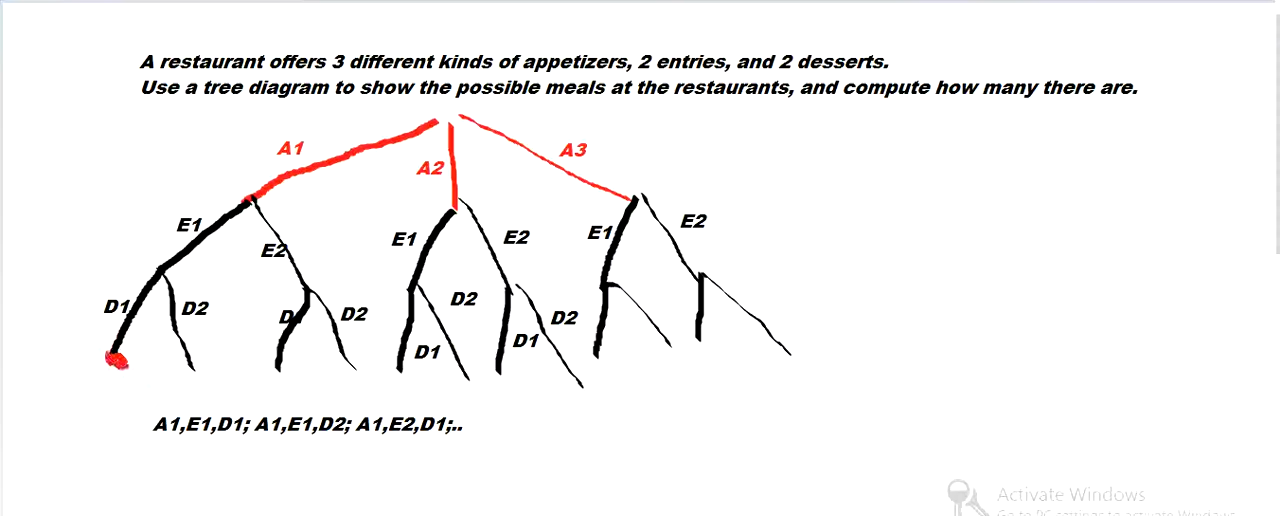 A restaurant offers 3 different kinds of appetizers, 2 entries, and 2 desserts.
Use a tree diagram to show the possible meals at the restaurants, and compute how many there are.
A1
A2
A3
E1
E2
E1
E2
E1
E2
D1
D2
D2
D1
D2
D1
D2
A1,E1,D1; A1,E1,D2; A1,E2,D1;..
Activate Windows